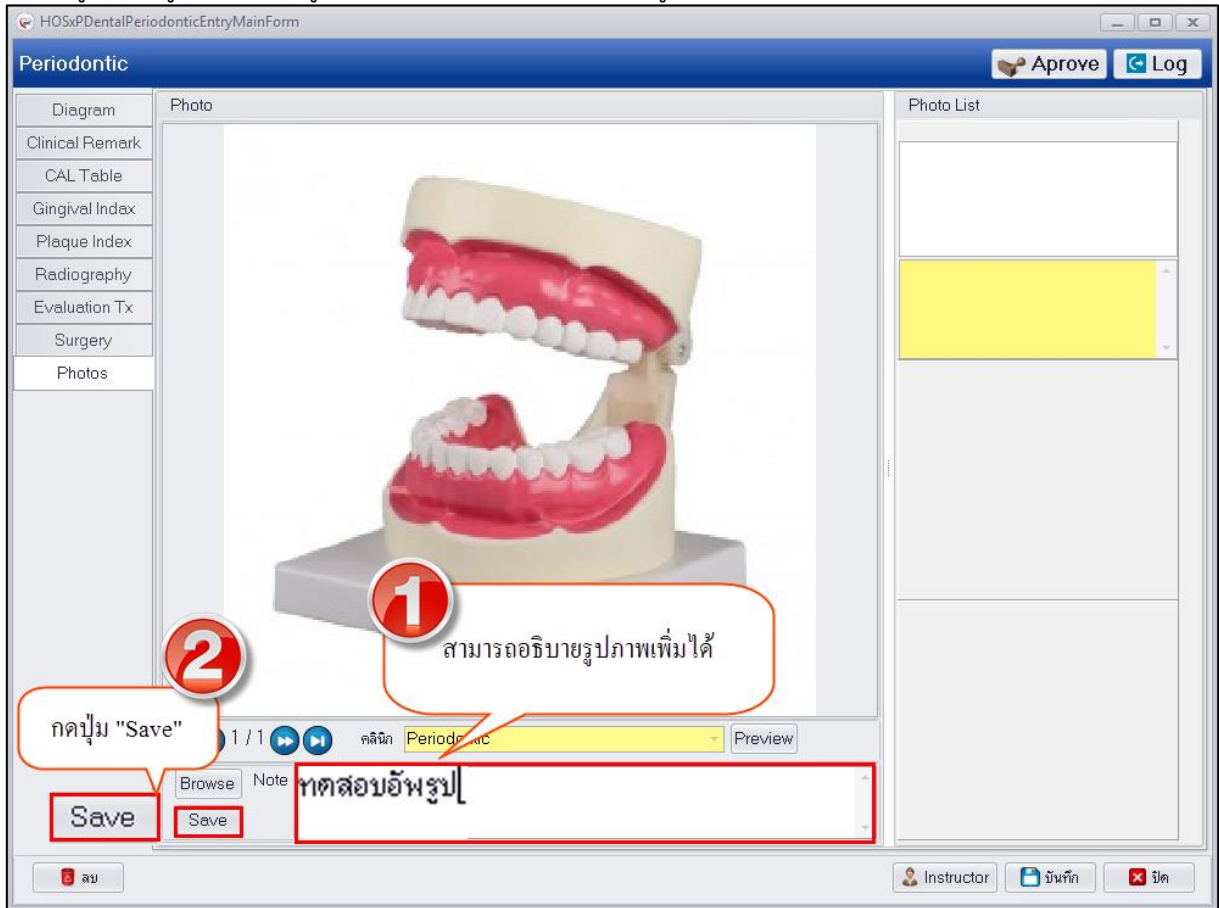 HOSxPDentalPeriodonticEntryMainForm
Periodontic
Aprove
Log
Diagram
Clinical Remark
CAL Table
Gingival Indax
Plaque Index
Radiography
Evaluation Tx
Surgery
Photos
Photo
Photo List
1
สามารถอธิบายรูปภาพเพิ่มได้
2
กดปุ่ม "Save"
1 / 1
คลินิก
Preview
Browse
Note
ทดสอบอัพรูป
Save
Save
ลบ
Instructor
บันทึก
ปิด